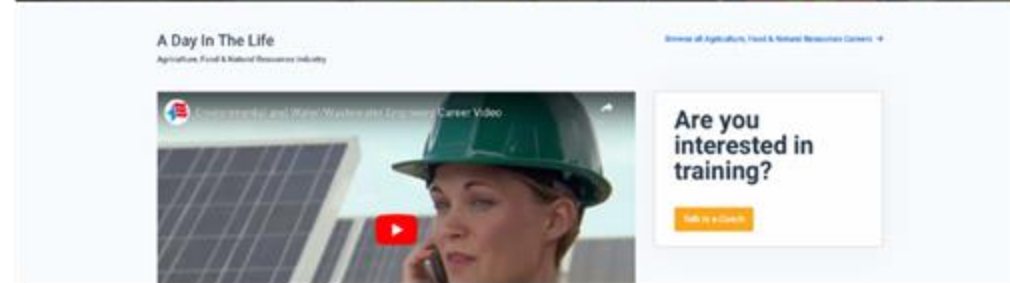 A Day In The Life
Agriculture, Food & Natural Resources Industry
Browse all Agriculture, Food & Natural Resources Careers →
Environmental and Water/Wastewater Engineers Career Video
Are you
interested in
training?
Talk to a Coach